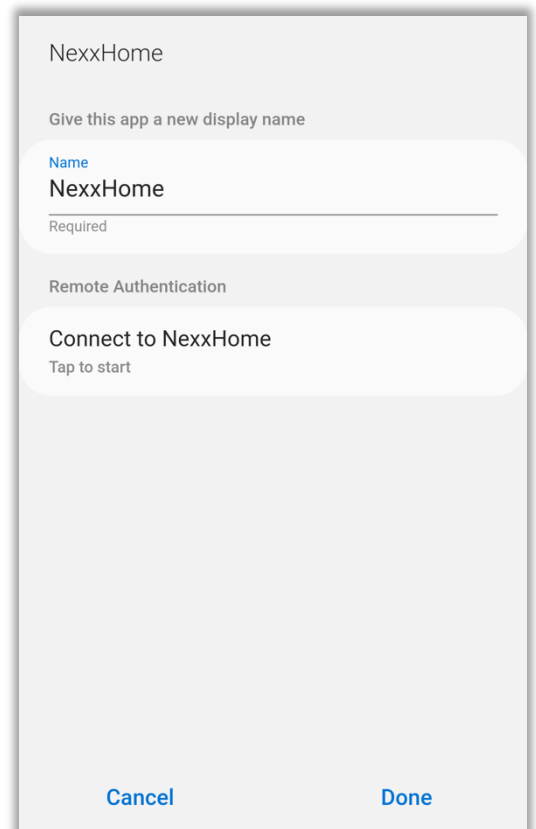 NexxHome
Give this app a new display name
Name
NexxHome
Required
Remote Authentication
Connect to NexxHome
Tap to start
Cancel Done